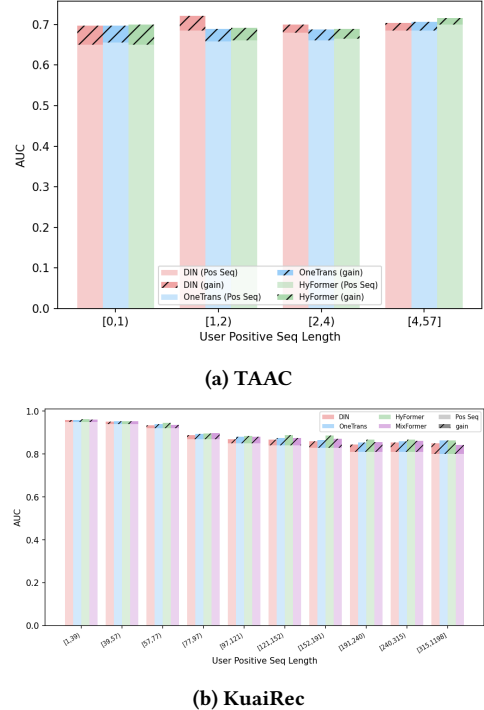 0.7
0.6
0.5
0.4
0.3
0.2
0.1
0.0
AUC
DIN (Pos Seq)
DIN (gain)
OneTrans (Pos Seq)
OneTrans (gain)
HyFormer (Pos Seq)
HyFormer (gain)
[0,1)
[1,2)
[2,4)
[4,57]
User Positive Seq Length
(a) TAAC
1.0
0.8
0.6
0.4
0.2
0.0
AUC
DIN
OneTrans
HyFormer
MixFormer
Pos Seq
gain
[1,39)
[39,57)
[57,77)
[77,97)
[97,121)
[121,152)
[152,191)
[191,240)
[240,315)
[315,1198]
User Positive Seq Length
(b) KuaiRec